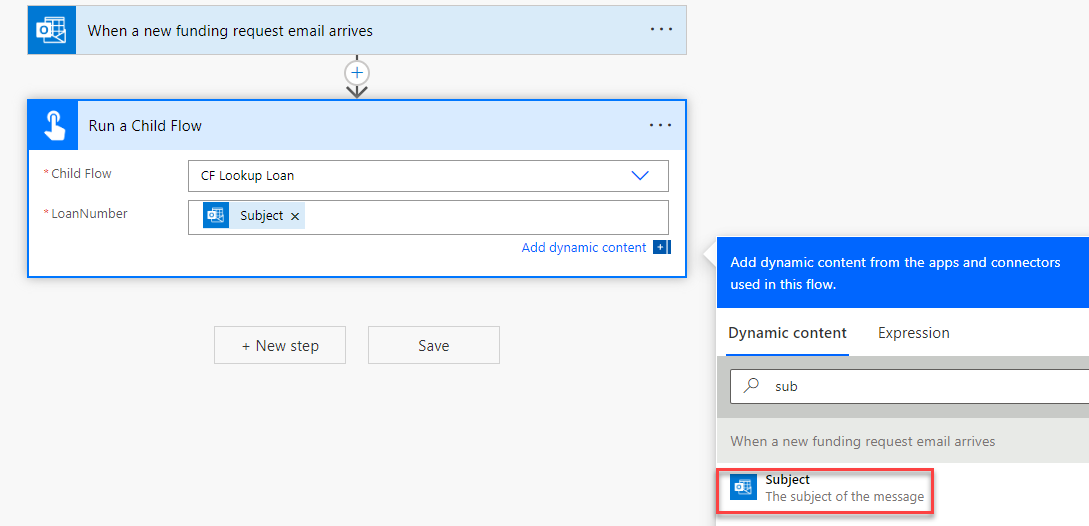 When a new funding request email arrives
Run a Child Flow
* Child Flow
CF Lookup Loan
* LoanNumber
Subject ×
Add dynamic content
Add dynamic content from the apps and connectors
used in this flow.
Dynamic content
Expression
sub
When a new funding request email arrives
Subject
The subject of the message
+ New step
Save